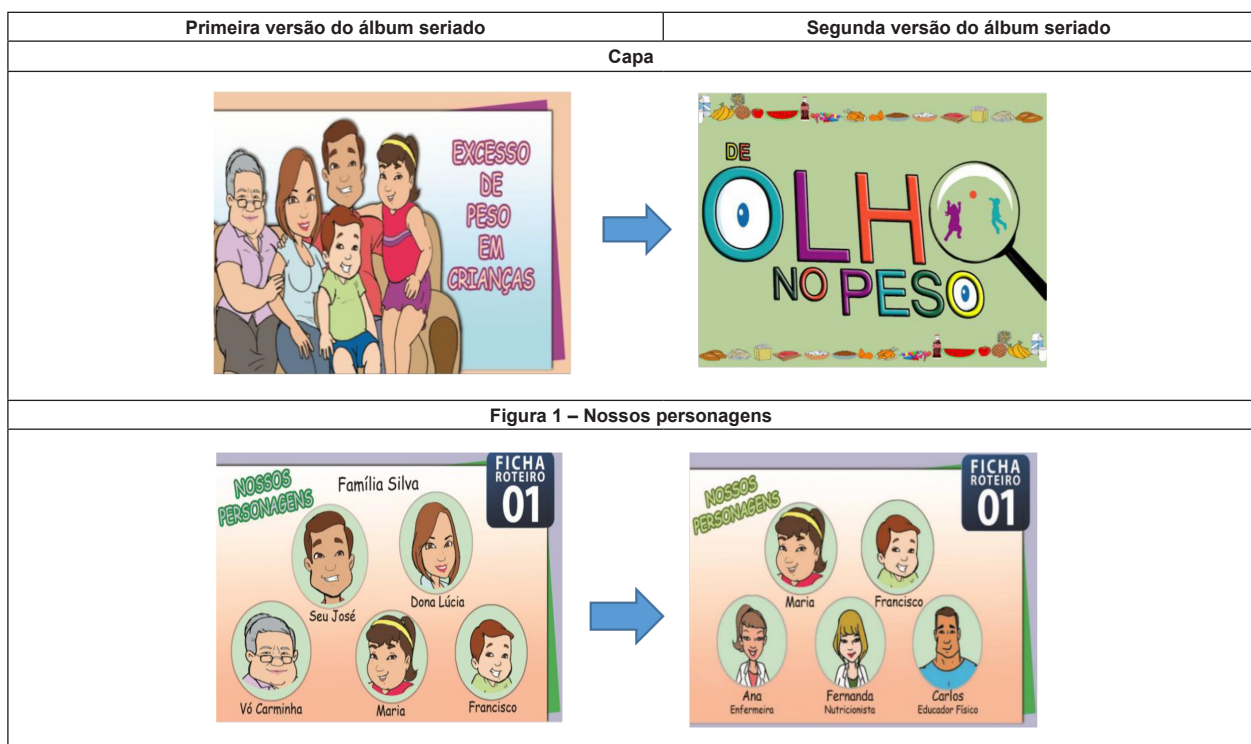 Primeira versão do álbum seriado
Segunda versão do álbum seriado
Capa
EXCESSO
DE
PESO
EM
CRIANÇAS
DE
OLHO
NO PESO
Figura 1 – Nossos personagens
NOSSOS
PERSONAGENS
Família Silva
FICHA
ROTEIRO
01
Seu José
Dona Lúcia
Vó Carminha
Maria
Francisco
NOSSOS
PERSONAGENS
FICHA
ROTEIRO
01
Maria
Francisco
Ana
Enfermeira
Fernanda
Nutricionista
Carlos
Educador Físico